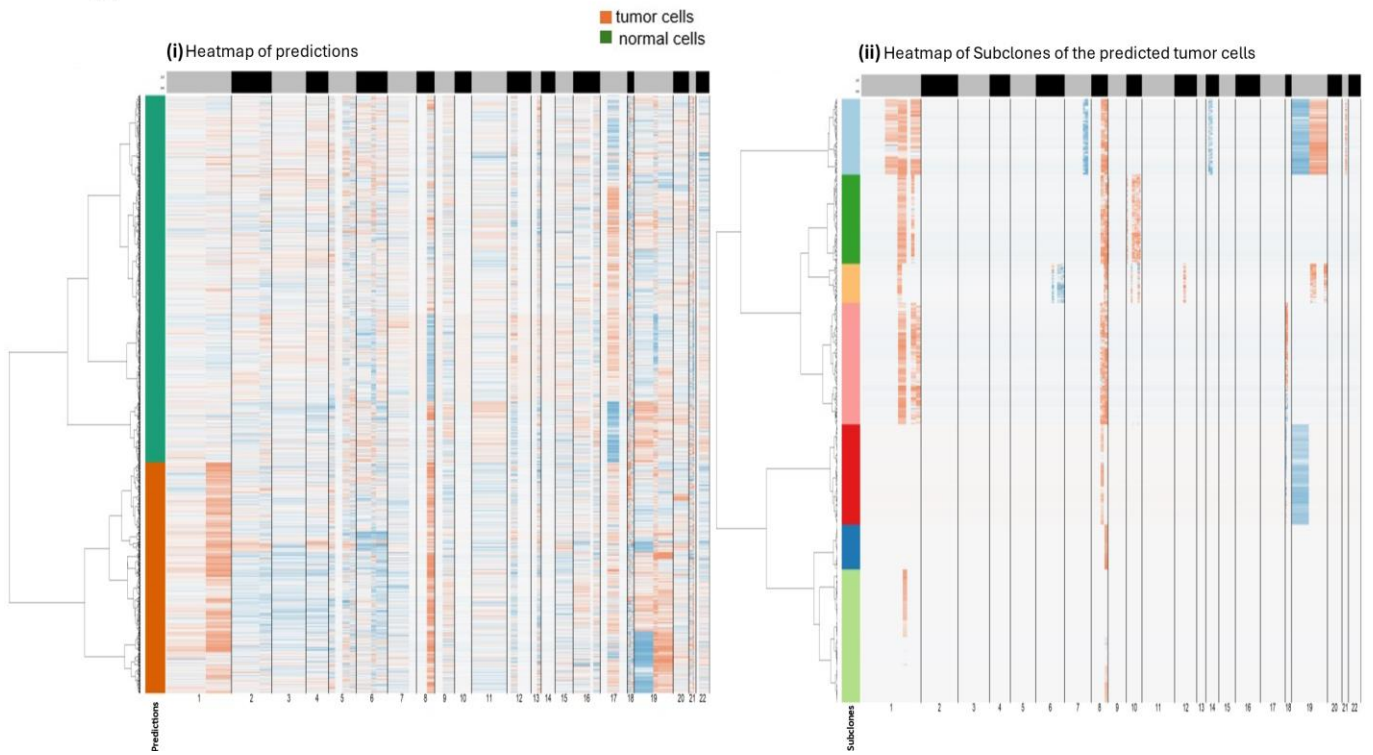 tumor cells
normal cells
(i) Heatmap of predictions
(ii) Heatmap of Subclones of the predicted tumor cells
1 2 3 4 5 6 7 8 9 10 11 12 13 14 15 16 17 18 19 20 21 22
1 2 3 4 5 6 7 8 9 10 11 12 13 14 15 16 17 18 19 20 21 22
Predictions
Subclones